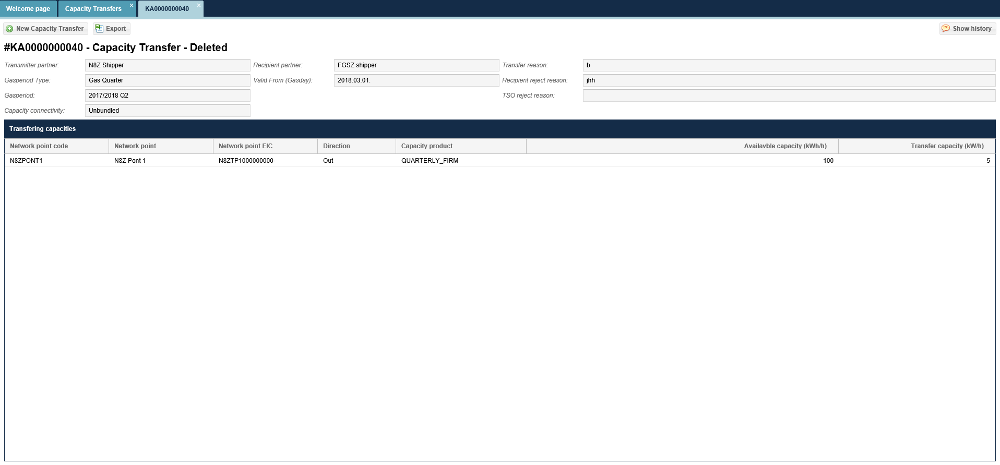 Welcome page
Capacity Transfers
KA0000000040
New Capacity Transfer
Export
Show history
#KA0000000040 - Capacity Transfer - Deleted
Transmitter partner: N8Z Shipper Recipient partner: FGSZ shipper Transfer reason: b
Gasperiod Type: Gas Quarter Valid From (Gasday): 2018.03.01. Recipient reject reason: jhh
Gasperiod: 2017/2018 Q2 TSO reject reason:
Capacity connectivity: Unbundled
Transfering capacities
Network point code Network point Network point EIC Direction Capacity product Availavble capacity (kWh/h) Transfer capacity (kW/h)
N8ZPONT1 N8Z Pont 1 N8ZTP1000000000- Out QUARTERLY_FIRM 100 5